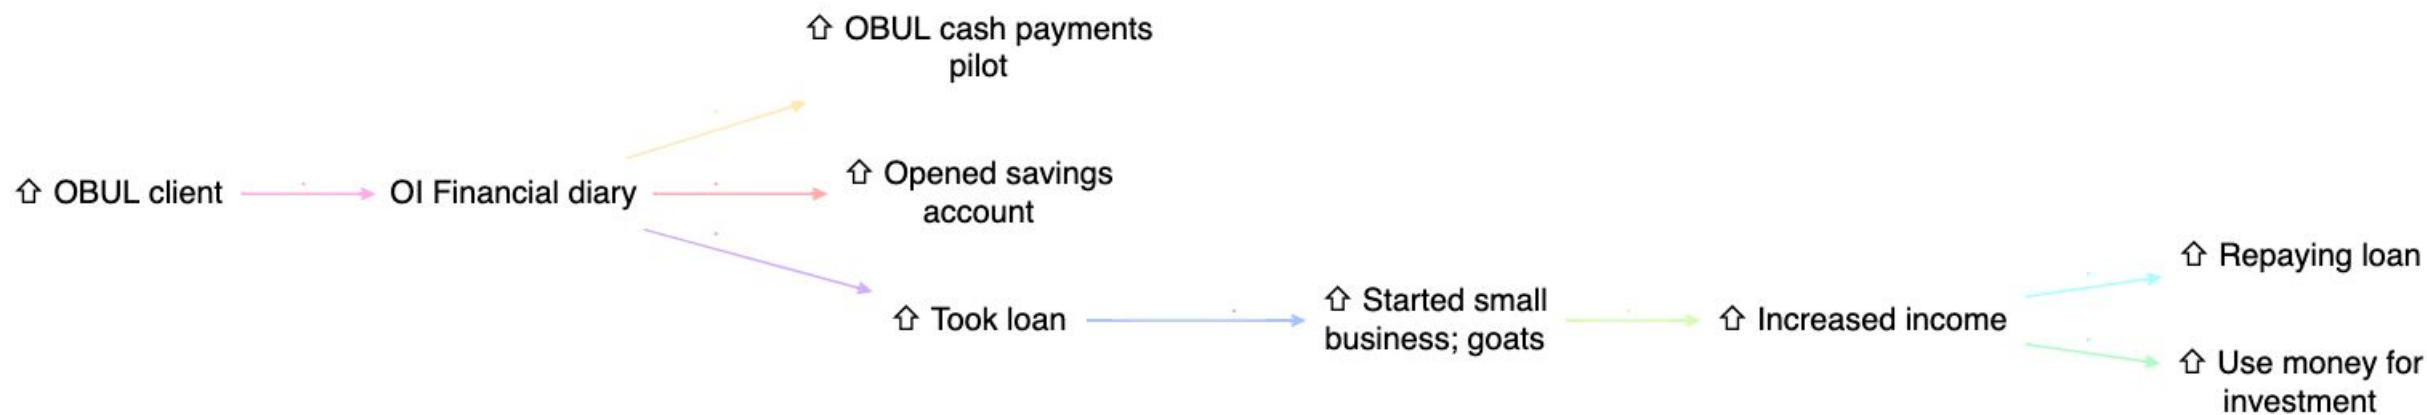 ⇧ OBUL cash payments
pilot
⇧ OBUL client
OI Financial diary
⇧ Opened savings
account
⇧ Took loan
⇧ Started small
business; goats
⇧ Increased income
⇧ Repaying loan
⇧ Use money for
investment